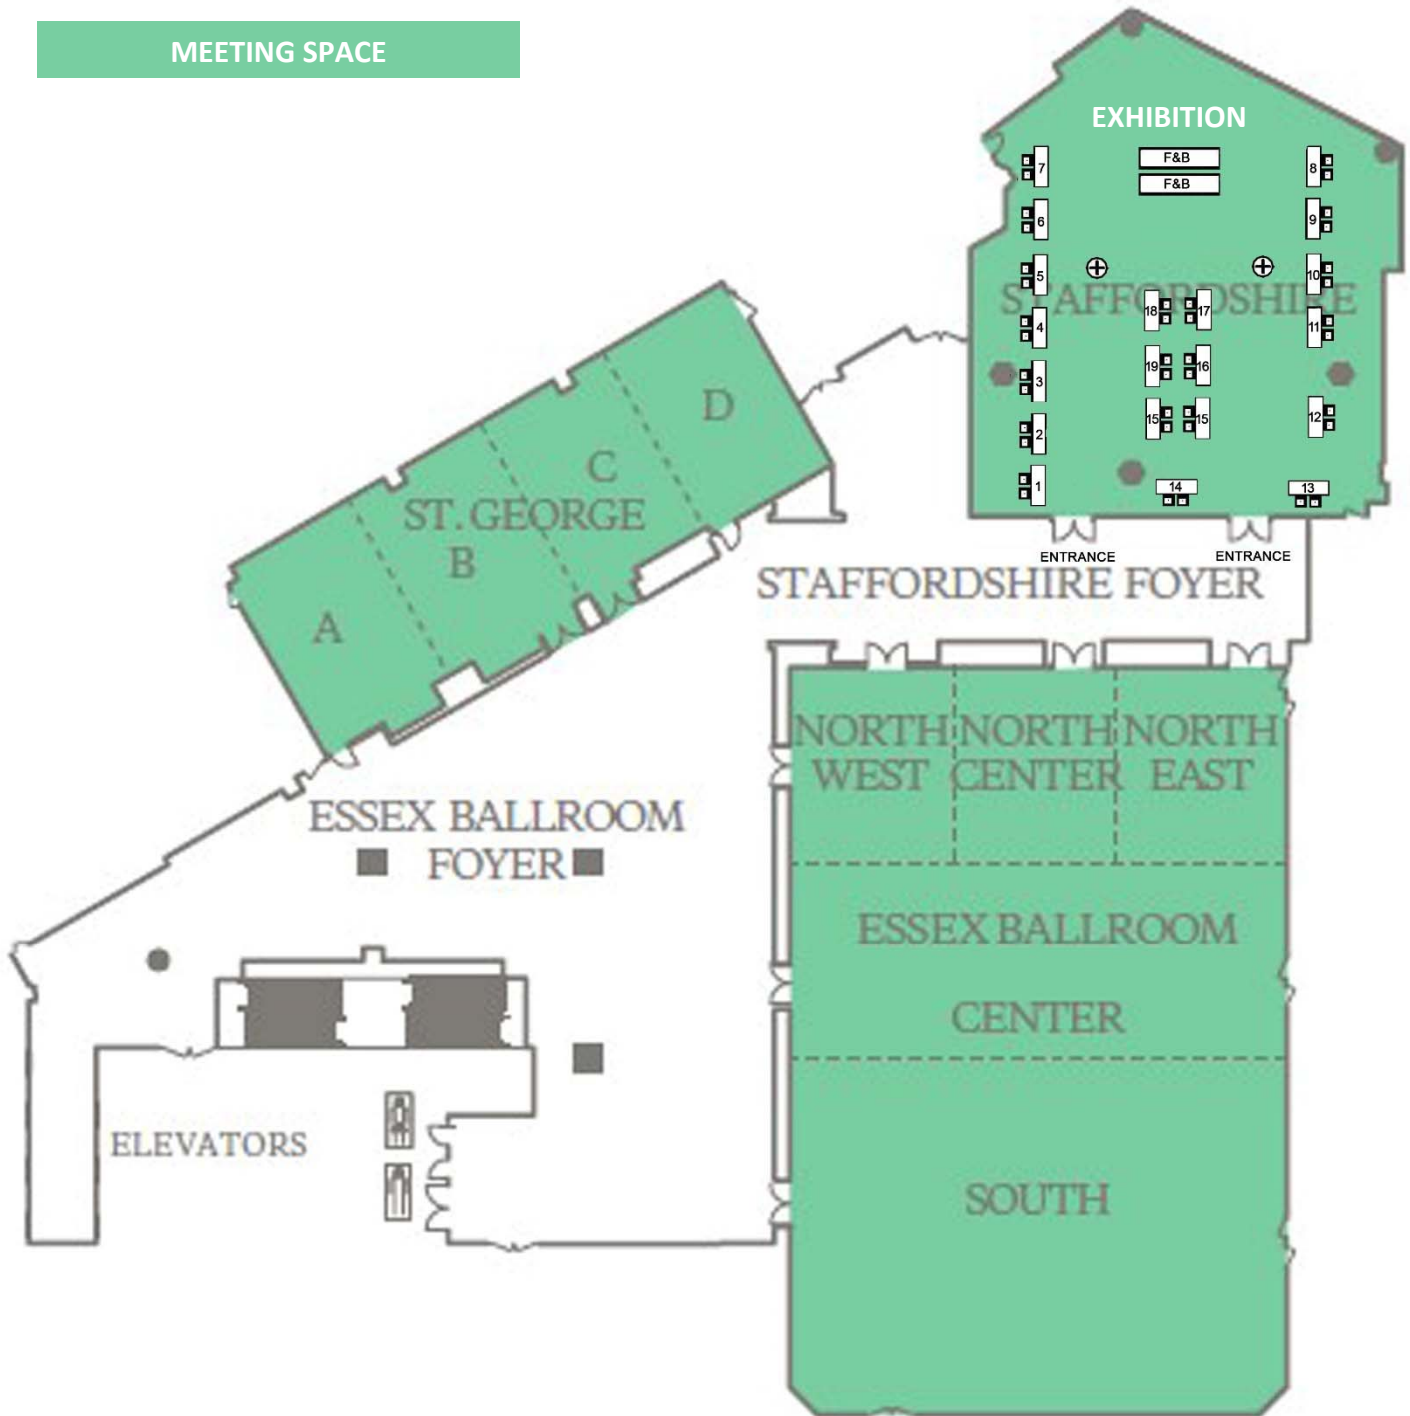 MEETING SPACE
EXHIBITION
7
F&B
8
F&B
6
9
5
10
STAFFORDSHIRE
18
17
4
11
19
16
3
15
15
12
2
1
14
13
ENTRANCE
ENTRANCE
D
C
ST. GEORGE
B
A
STAFFORDSHIRE FOYER
NORTH WEST
NORTH CENTER
NORTH EAST
ESSEX BALLROOM
FOYER
ESSEX BALLROOM
CENTER
ELEVATORS
SOUTH